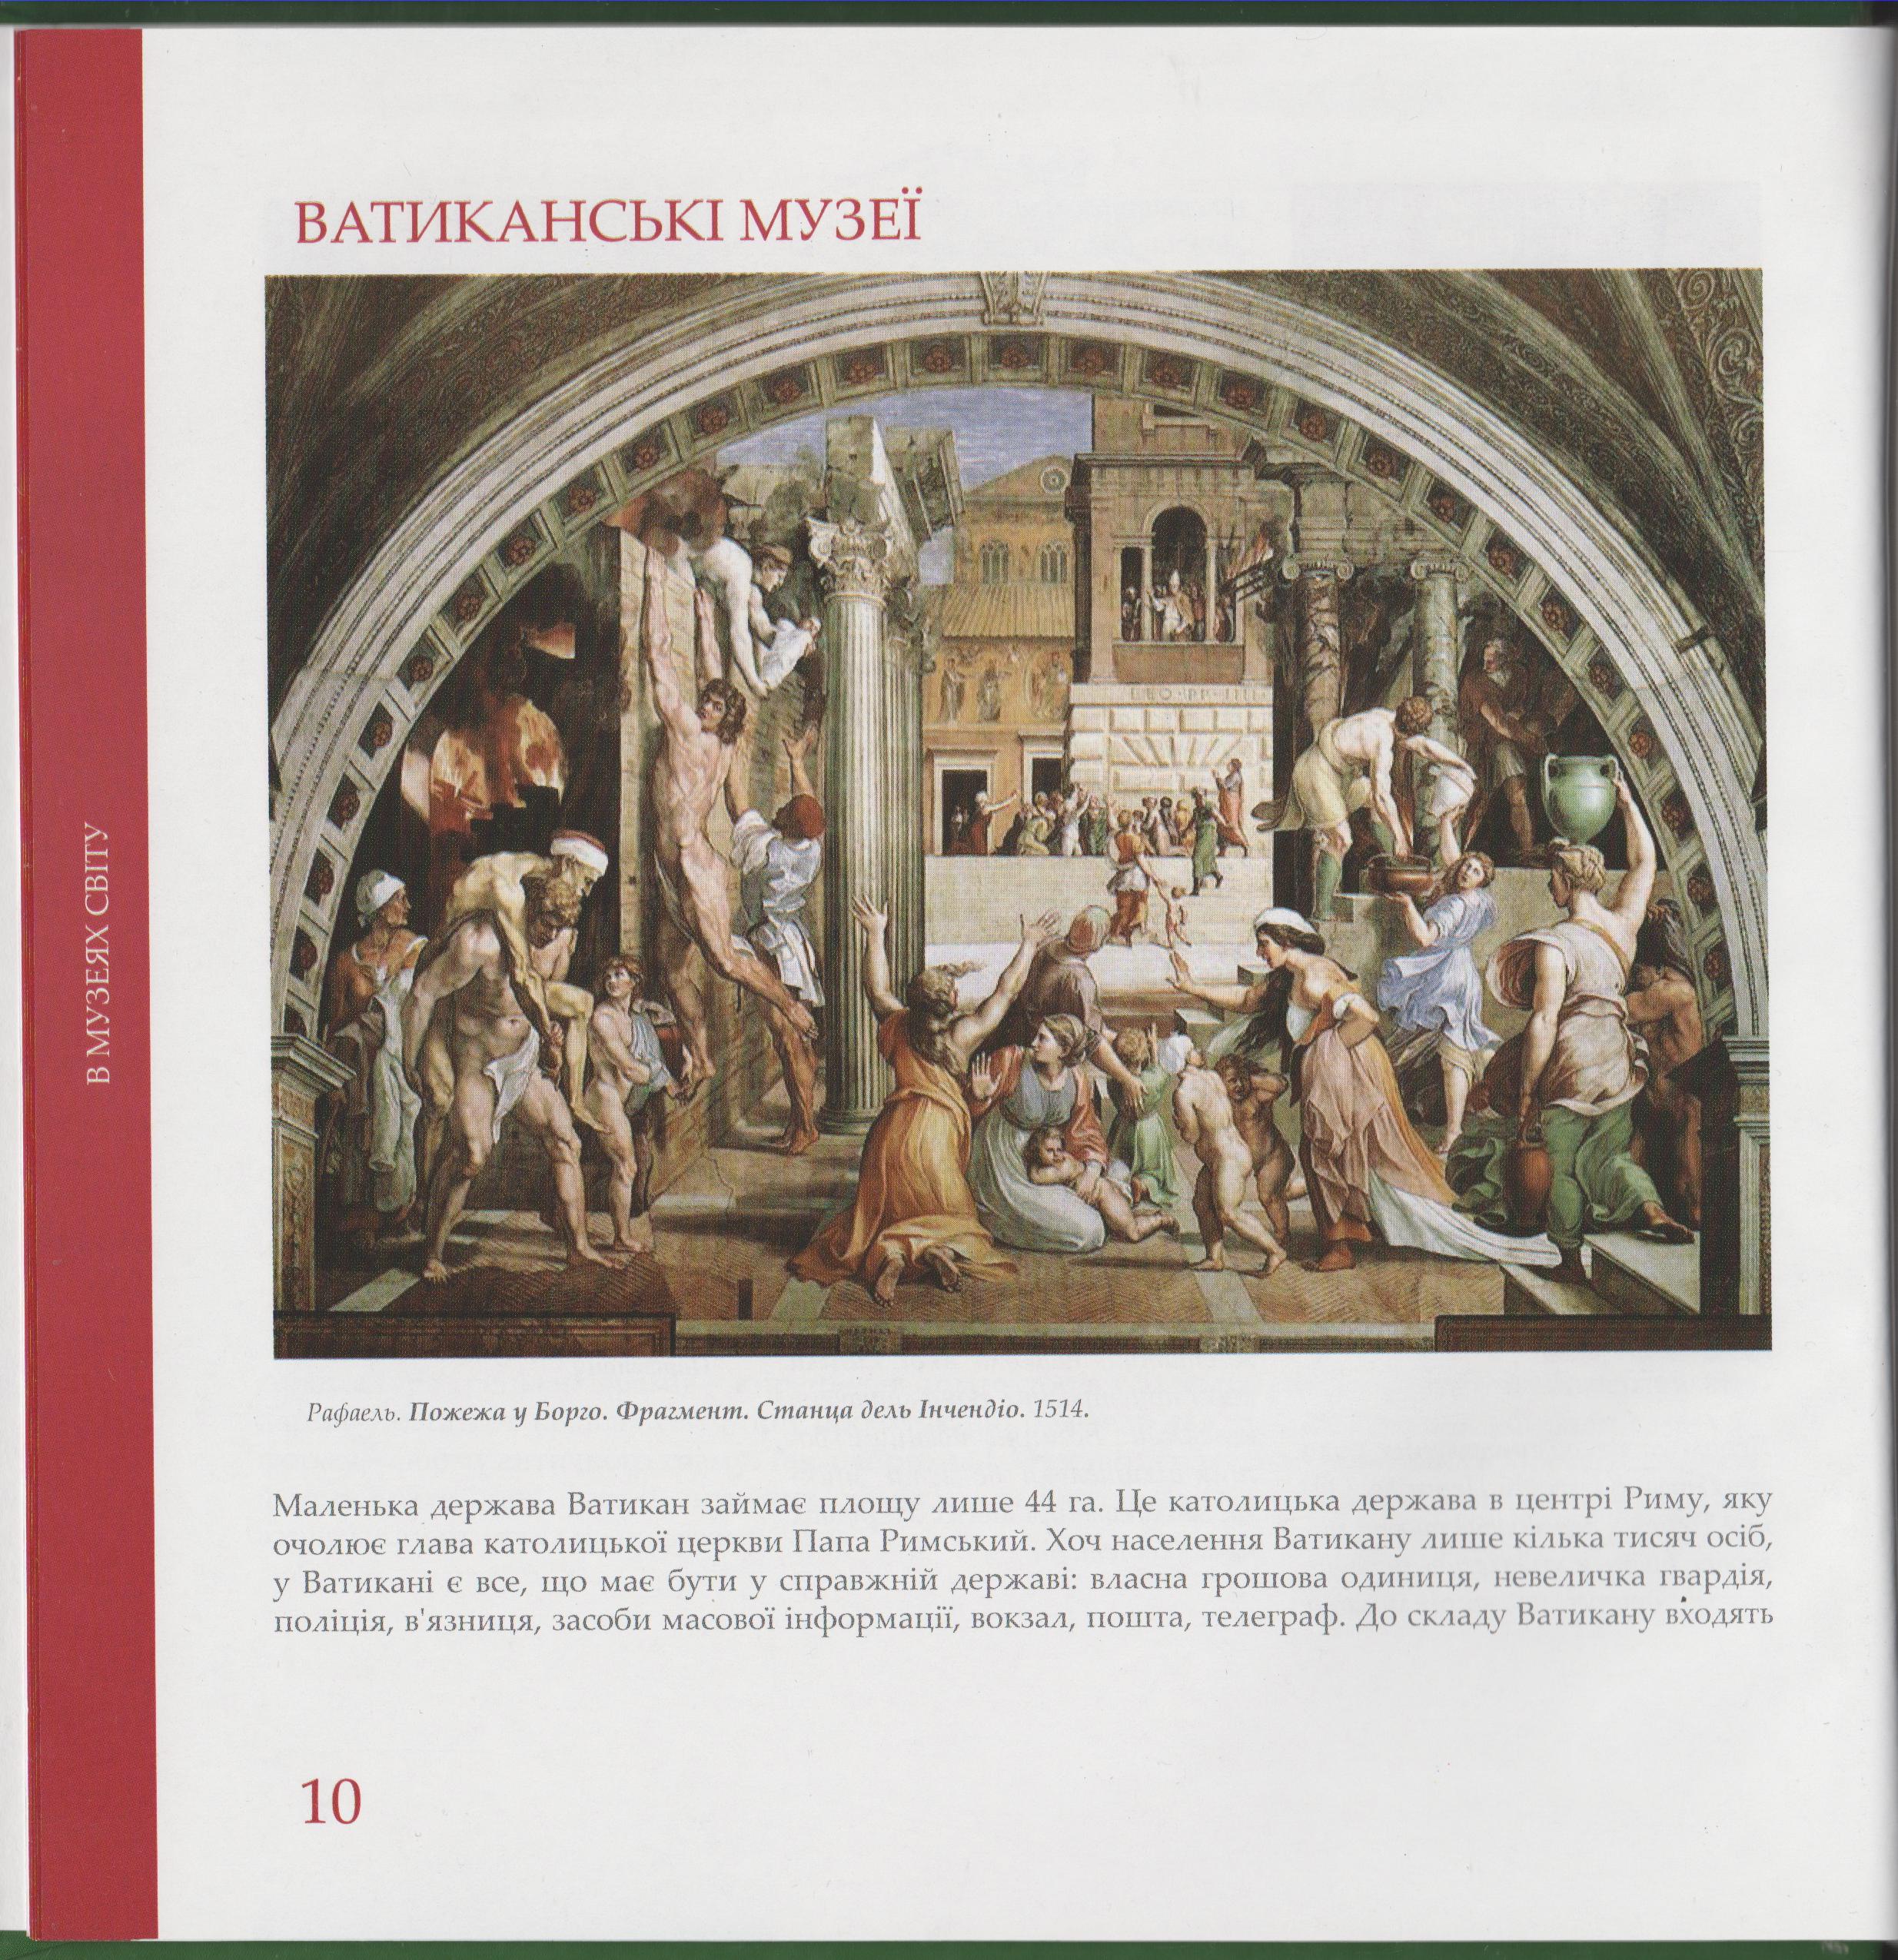 В МУЗЕЯХ СВІТУ
ВАТИКАНСЬКІ МУЗЕЇ
LEO·PP·IIII
Рафаель. Пожежа у Борго. Фрагмент. Станца дель Інчендіо. 1514.
Маленька держава Ватикан займає площу лише 44 га. Це католицька держава в центрі Риму, яку
очолює глава католицької церкви Папа Римський. Хоч населення Ватикану лише кілька тисяч осіб,
у Ватикані є все, що має бути у справжній державі: власна грошова одиниця, невеличка гвардія,
поліція, в'язниця, засоби масової інформації, вокзал, пошта, телеграф. До складу Ватикану входять
10